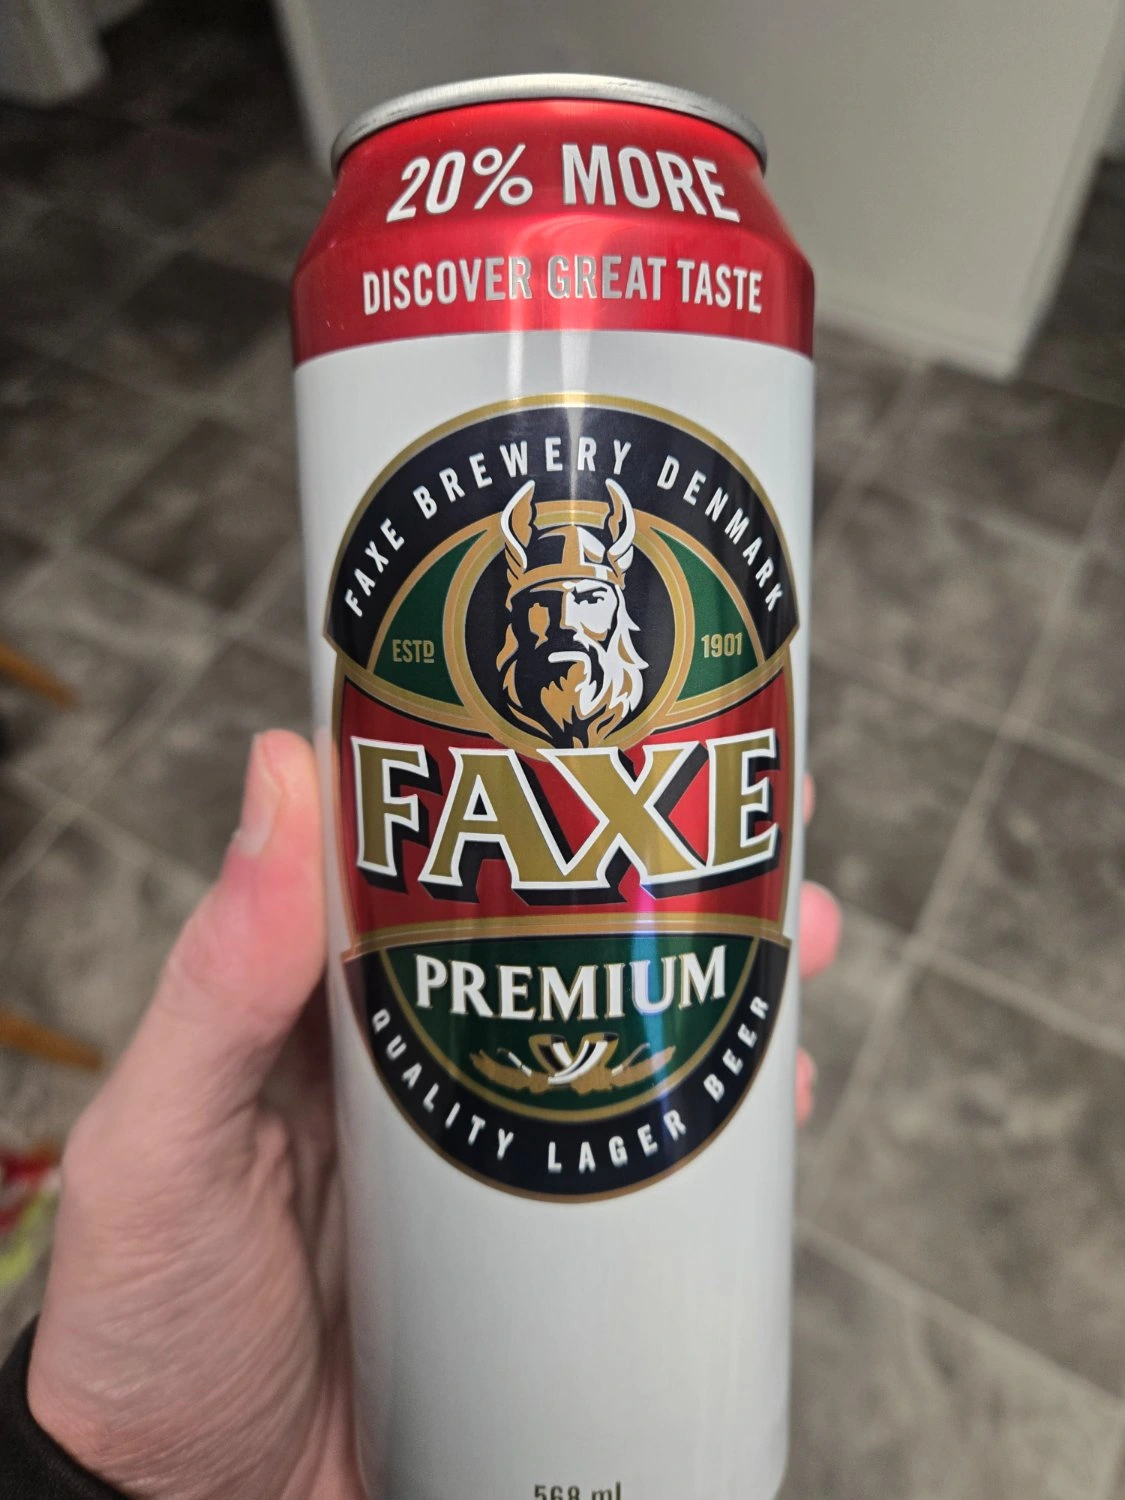 20% MORE
DISCOVER GREAT TASTE
FAXE BREWERY DENMARK
ESTD 1901
FAXE
PREMIUM
QUALITY LAGER BEER
568 ml